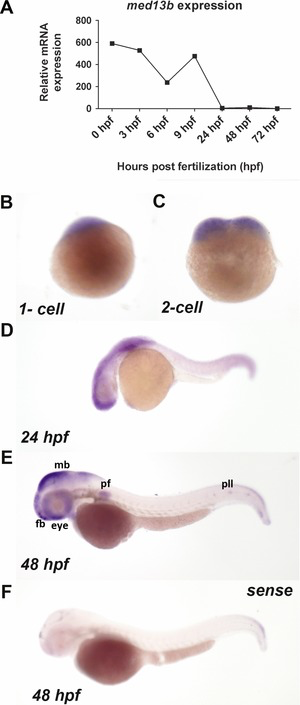 A
med13b expression
Relative mRNA
expression
800
600
400
200
0
0 hpf
3 hpf
6 hpf
9 hpf
24 hpf
48 hpf
72 hpf
Hours post fertilization (hpf)
B
C
1- cell
2-cell
D
24 hpf
E
mb
pf
pll
fb
eye
48 hpf
F
sense
48 hpf